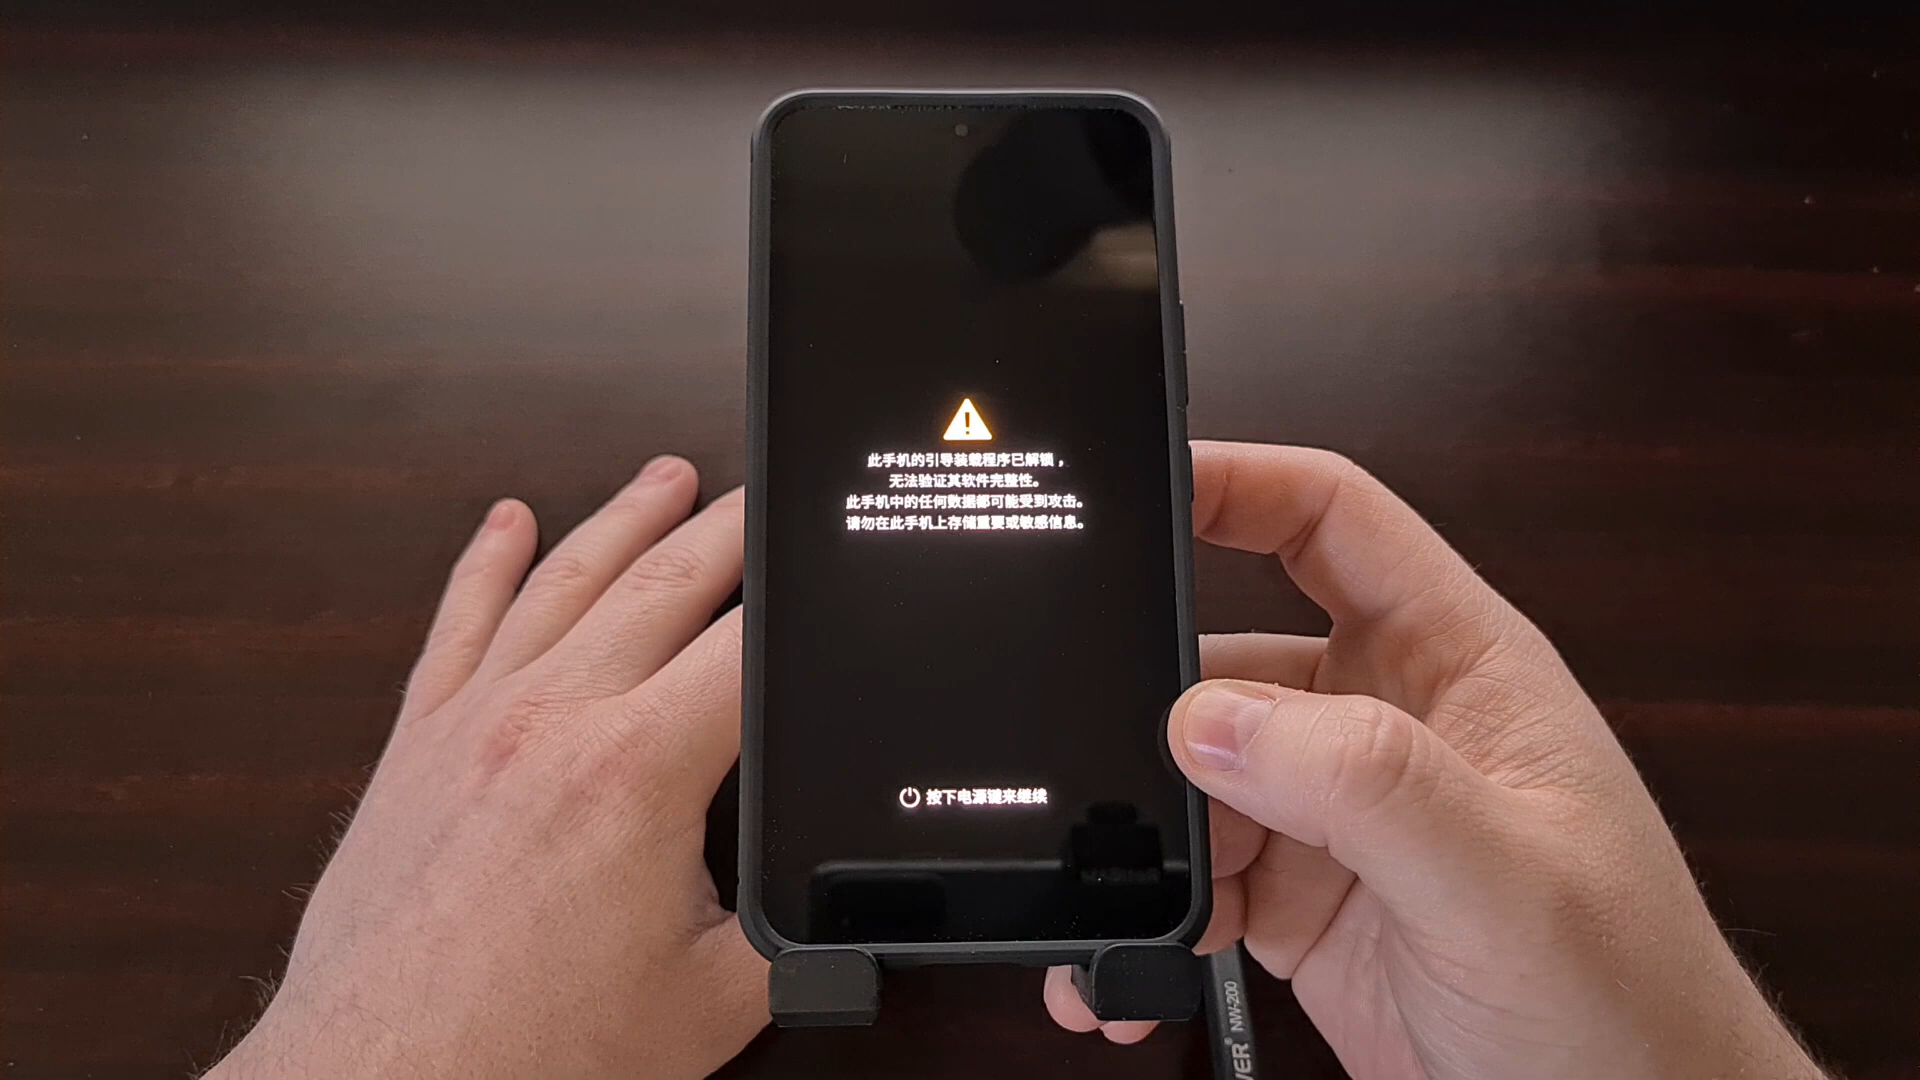 此手机的引导装载程序已解锁，
无法验证其软件完整性。
此手机中的任何数据都可能受到攻击。
请勿在此手机上存储重要或敏感信息。
按下电源键来继续
VER® NW-200